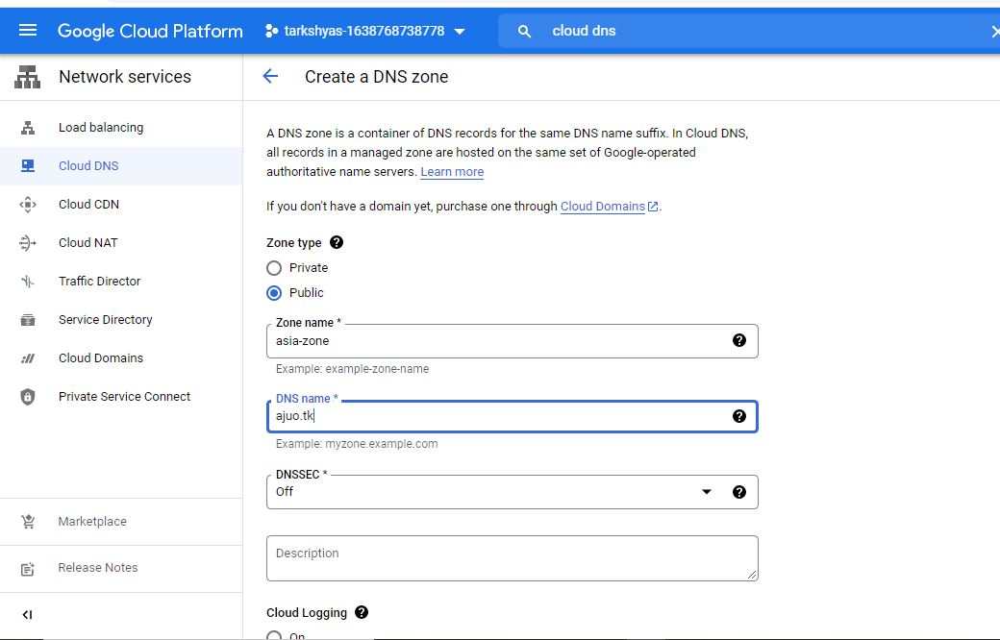 Google Cloud Platform
tarkshyas-1638768738778
cloud dns
Network services
Load balancing
Cloud DNS
Cloud CDN
Cloud NAT
Traffic Director
Service Directory
Cloud Domains
Private Service Connect
Marketplace
Release Notes
Create a DNS zone
A DNS zone is a container of DNS records for the same DNS name suffix. In Cloud DNS,
all records in a managed zone are hosted on the same set of Google-operated
authoritative name servers. Learn more
If you don't have a domain yet, purchase one through Cloud Domains.
Zone type
Private
Public
Zone name *
asia-zone
Example: example-zone-name
DNS name *
ajuo.tk
Example: myzone.example.com
DNSSEC *
Off
Description
Cloud Logging
On